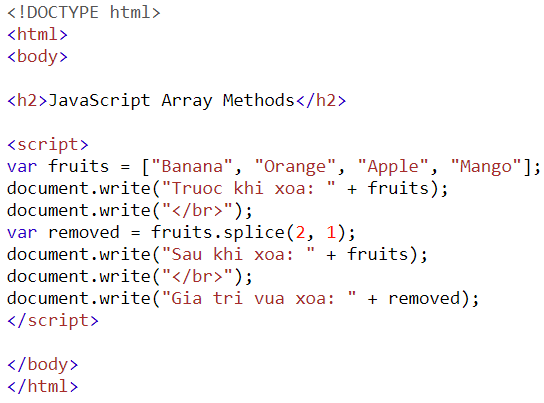 <!DOCTYPE html>
<html>
<body>
<h2>JavaScript Array Methods</h2>
<script>
var fruits = ["Banana", "Orange", "Apple", "Mango"];
document.write("Truoc khi xoa: " + fruits);
document.write("</br>");
var removed = fruits.splice(2, 1);
document.write("Sau khi xoa: " + fruits);
document.write("</br>");
document.write("Gia tri vua xoa: " + removed);
</script>
</body>
</html>